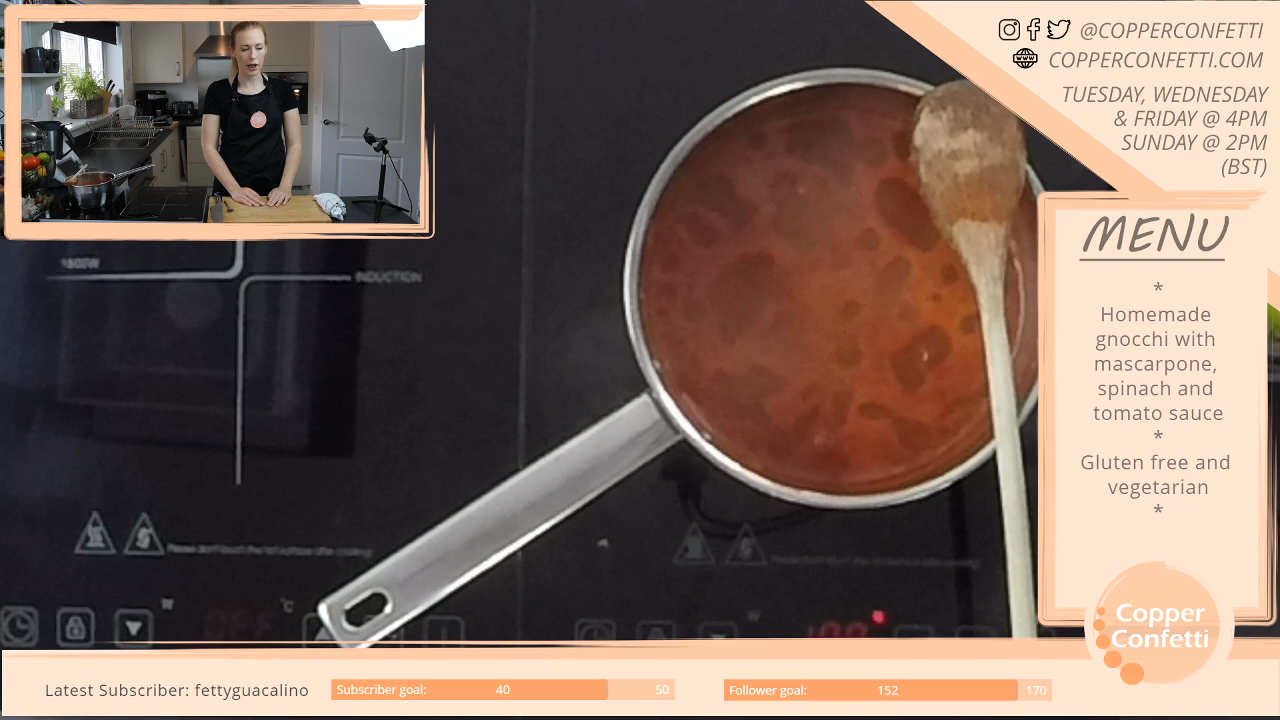 @COPPERCONFETTI
COPPERCONFETTI.COM
TUESDAY, WEDNESDAY
& FRIDAY @ 4PM
SUNDAY @ 2PM
(BST)
MENU
*
Homemade
gnocchi with
mascarpone,
spinach and
tomato sauce
*
Gluten free and
vegetarian
*
Copper
Confetti
1800W
INDUCTION
W
°C
Latest Subscriber: fettyguacalino
Subscriber goal: 40 50
Follower goal: 152 170